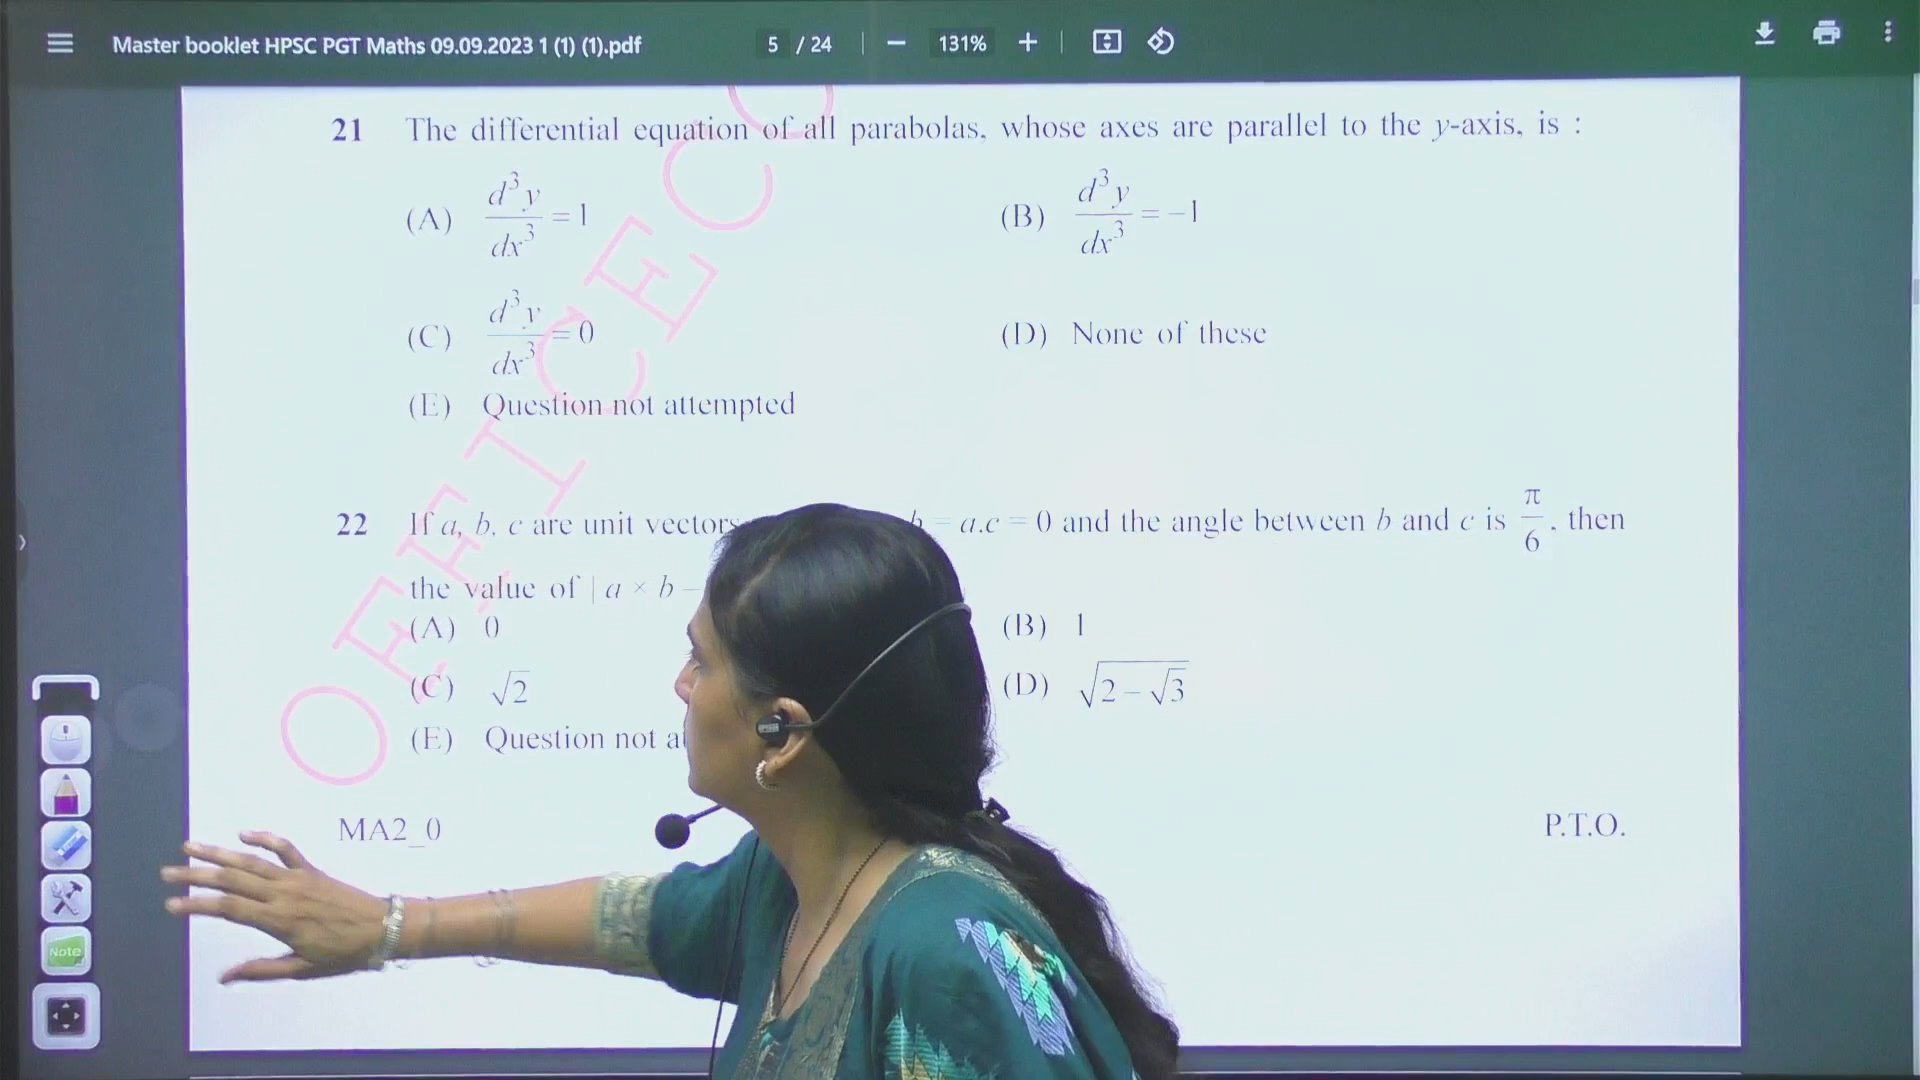 Master booklet HPSC PGT Maths 09.09.2023 1 (1) (1).pdf
5 / 24
131%
21 The differential equation of all parabolas, whose axes are parallel to the y-axis, is :
(A) d³y/dx³ = 1
(B) d³y/dx³ = −1
(C) d³y/dx³ = 0
(D) None of these
(E) Question not attempted
22 If a, b, c are unit vectors b = a.c = 0 and the angle between b and c is π/6, then
the value of | a × b −
(A) 0
(B) 1
(C) √2
(D) √(2−√3)
(E) Question not
MA2_0
P.T.O.
Note